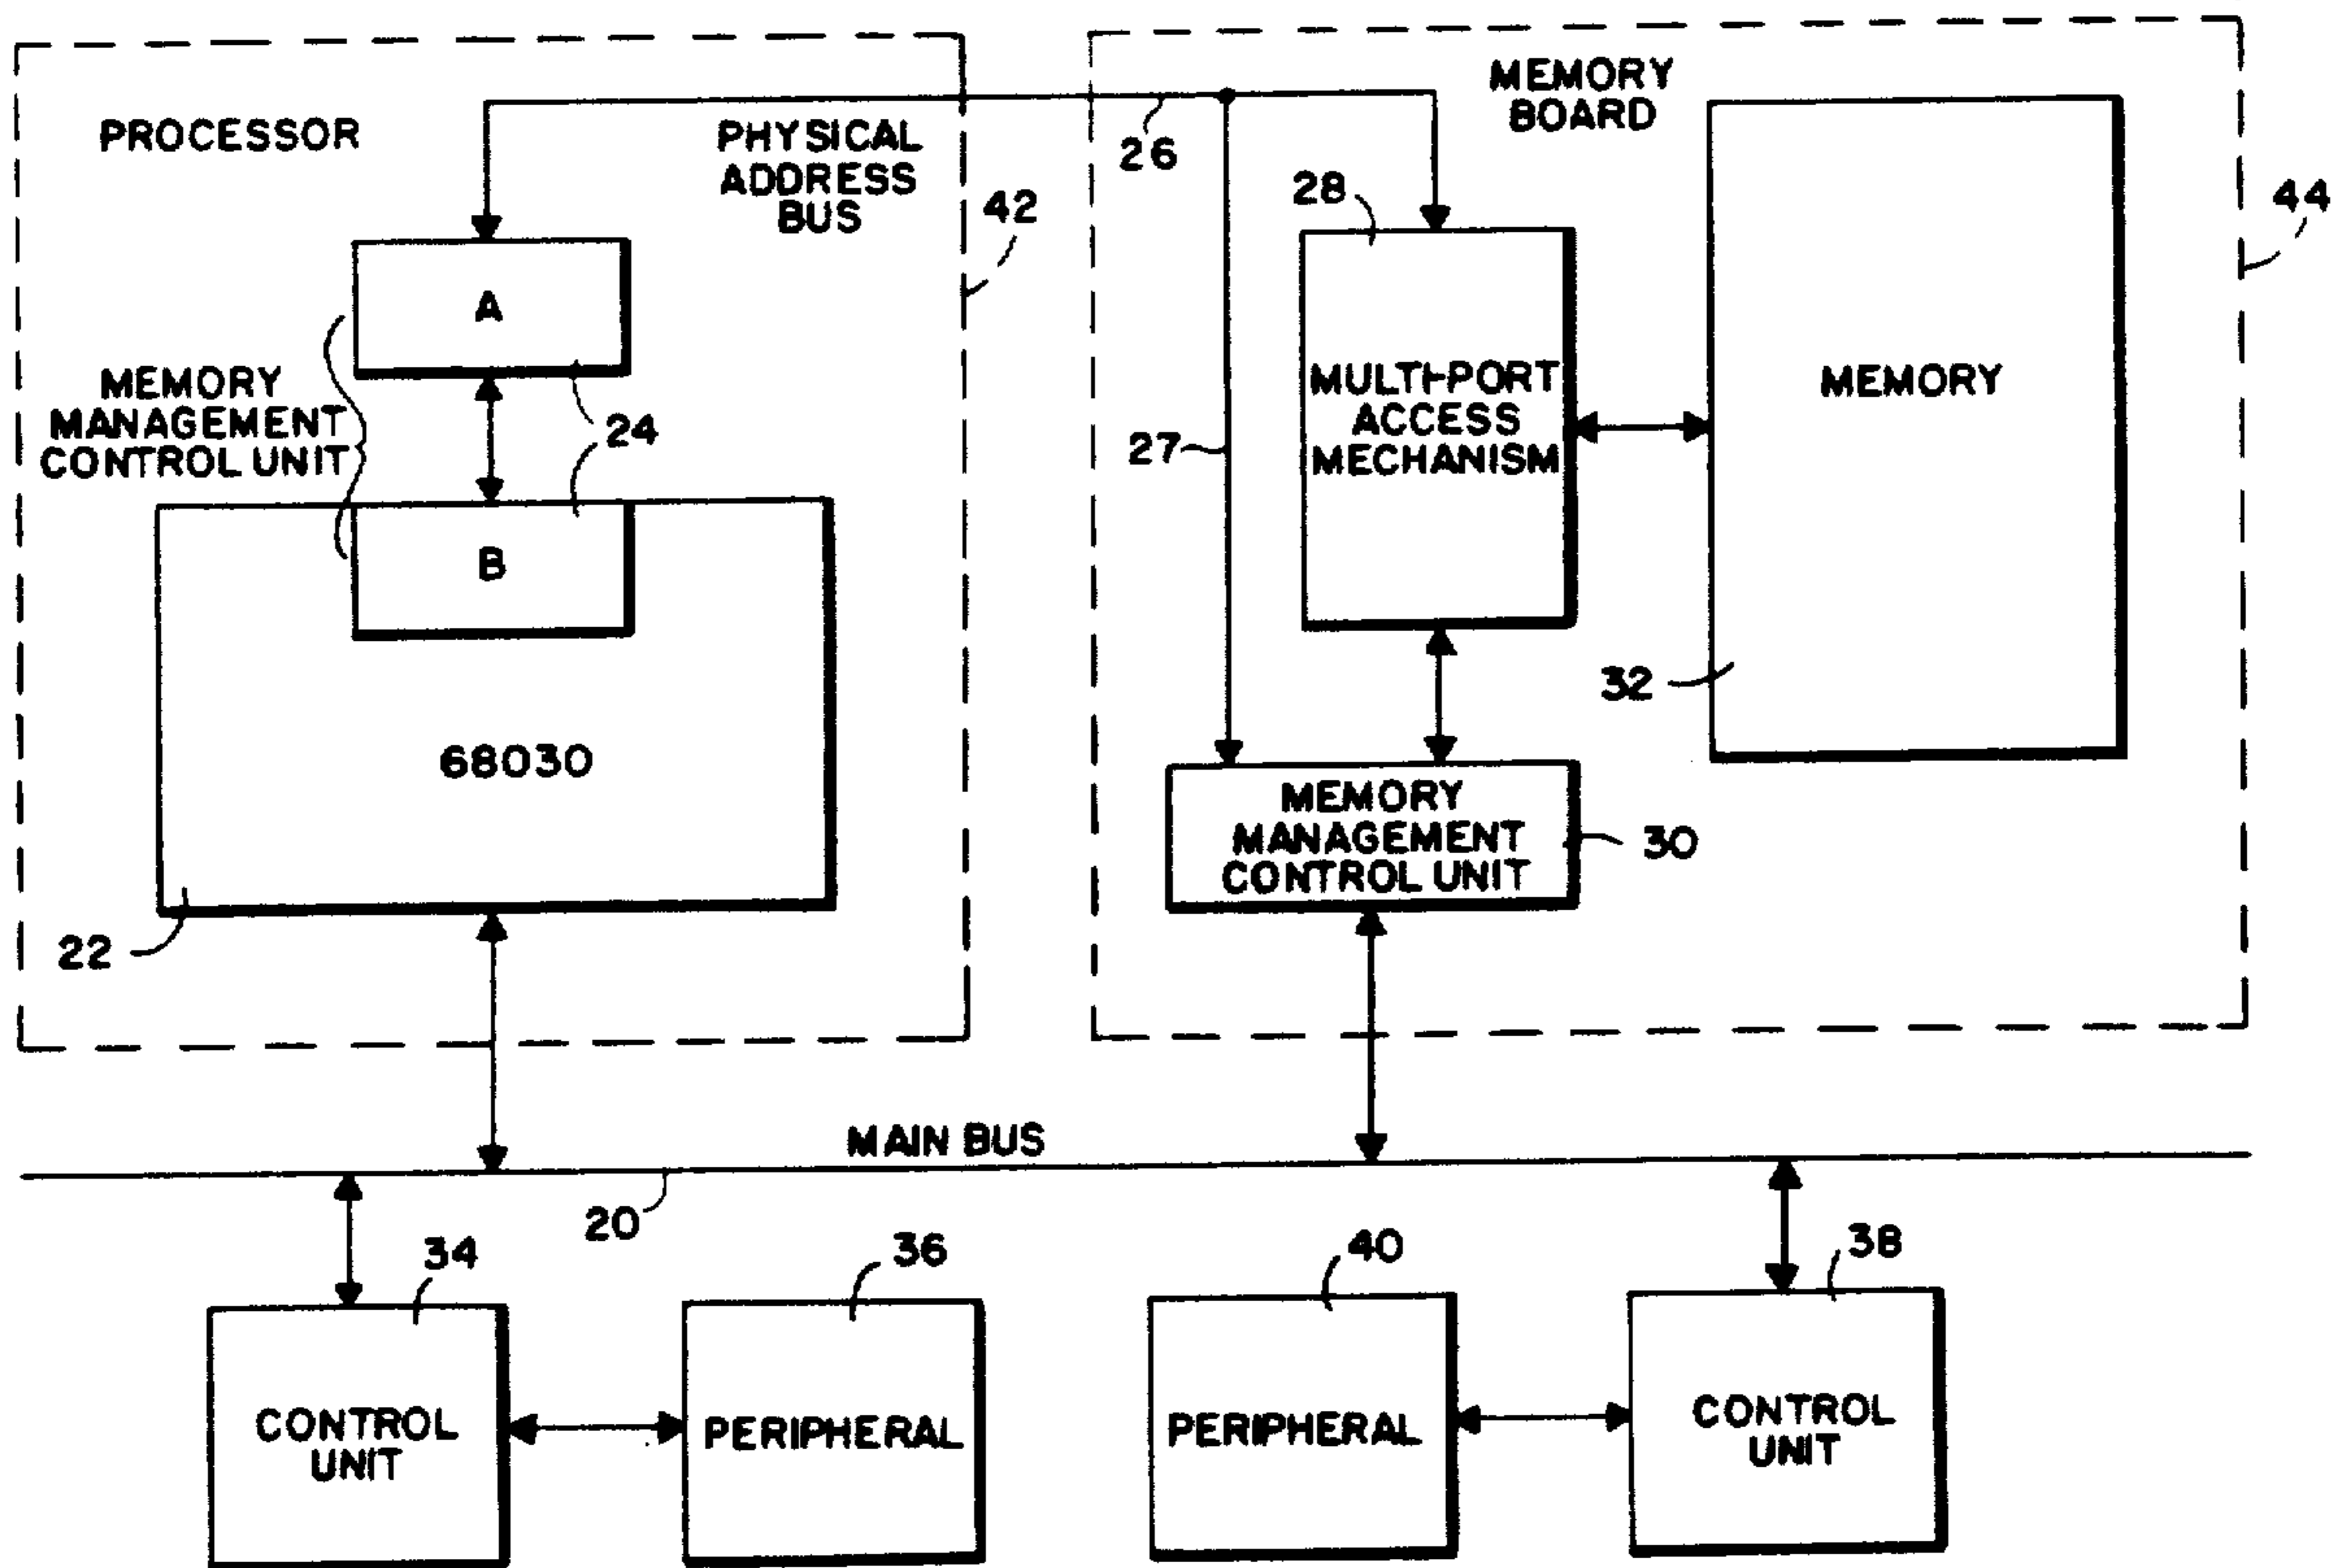 PROCESSOR
PHYSICAL
ADDRESS
BUS
42
A
MEMORY
MANAGEMENT
CONTROL UNIT
24
B
68030
22
26
MEMORY
BOARD
28
44
27
MULTI-PORT
ACCESS
MECHANISM
MEMORY
32
MEMORY
MANAGEMENT
CONTROL UNIT
30
MAIN BUS
20
34
36
40
38
CONTROL
UNIT
PERIPHERAL
PERIPHERAL
CONTROL
UNIT